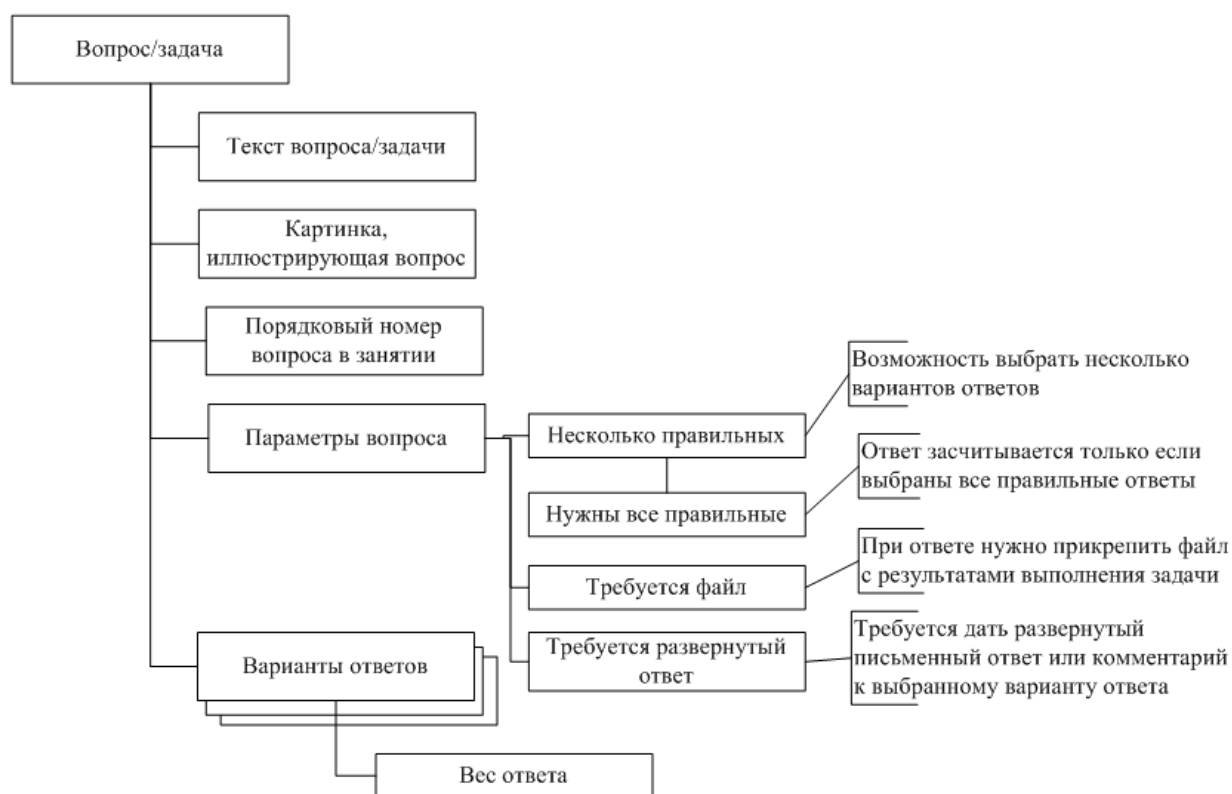 Вопрос/задача
Текст вопроса/задачи
Картинка,
иллюстрирующая вопрос
Порядковый номер
вопроса в занятии
Параметры вопроса
Несколько правильных
Возможность выбрать несколько
вариантов ответов
Нужны все правильные
Ответ засчитывается только если
выбраны все правильные ответы
Требуется файл
При ответе нужно прикрепить файл
с результатами выполнения задачи
Требуется развернутый
ответ
Требуется дать развернутый
письменный ответ или комментарий
к выбранному варианту ответа
Варианты ответов
Вес ответа